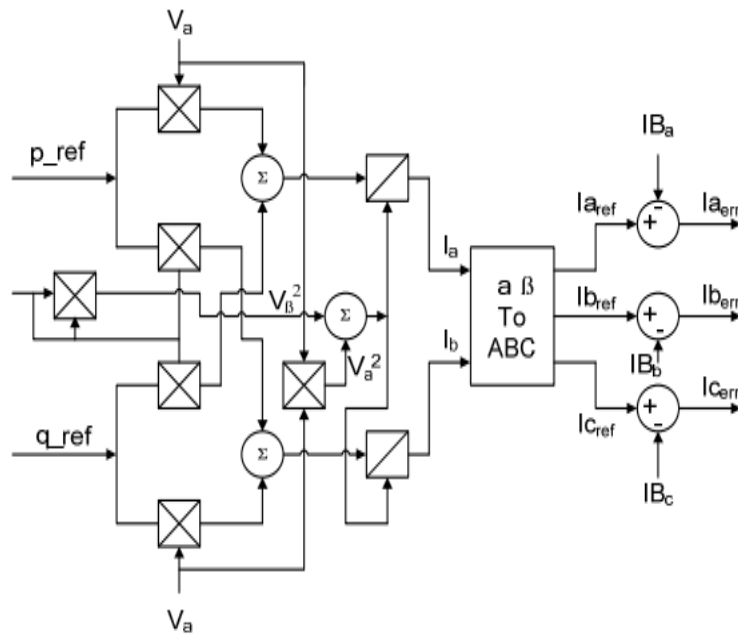 Va
p_ref
Σ
Vß²
Σ
Va²
q_ref
Σ
Va
Ia
Ib
a ß
To
ABC
IBa
Iaref
+
-
Iaerr
Ibref
+
-
Iberr
IBb
Icref
+
-
Icerr
IBc